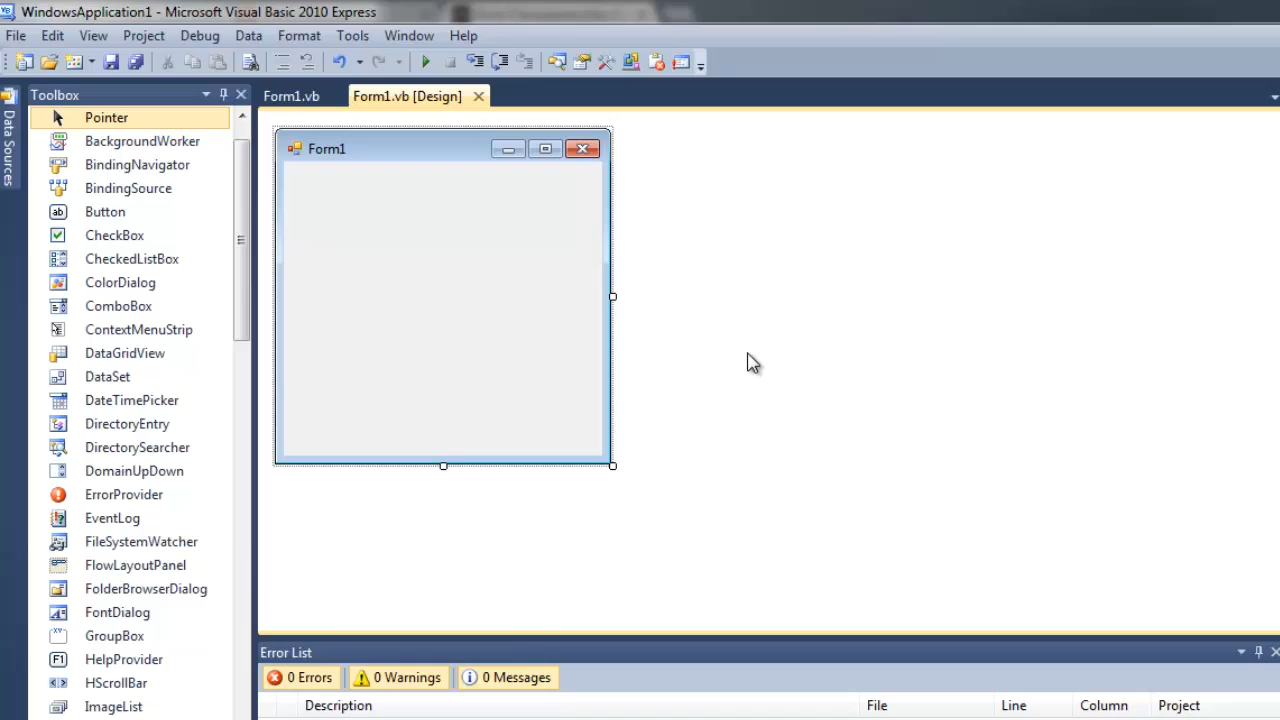 WindowsApplication1 - Microsoft Visual Basic 2010 Express
File Edit View Project Debug Data Format Tools Window Help
Data Sources
Toolbox
Pointer
BackgroundWorker
BindingNavigator
BindingSource
Button
CheckBox
CheckedListBox
ColorDialog
ComboBox
ContextMenuStrip
DataGridView
DataSet
DateTimePicker
DirectoryEntry
DirectorySearcher
DomainUpDown
ErrorProvider
EventLog
FileSystemWatcher
FlowLayoutPanel
FolderBrowserDialog
FontDialog
GroupBox
HelpProvider
HScrollBar
ImageList
Form1.vb Form1.vb [Design]
Form1
Error List
0 Errors 0 Warnings 0 Messages
Description File Line Column Project